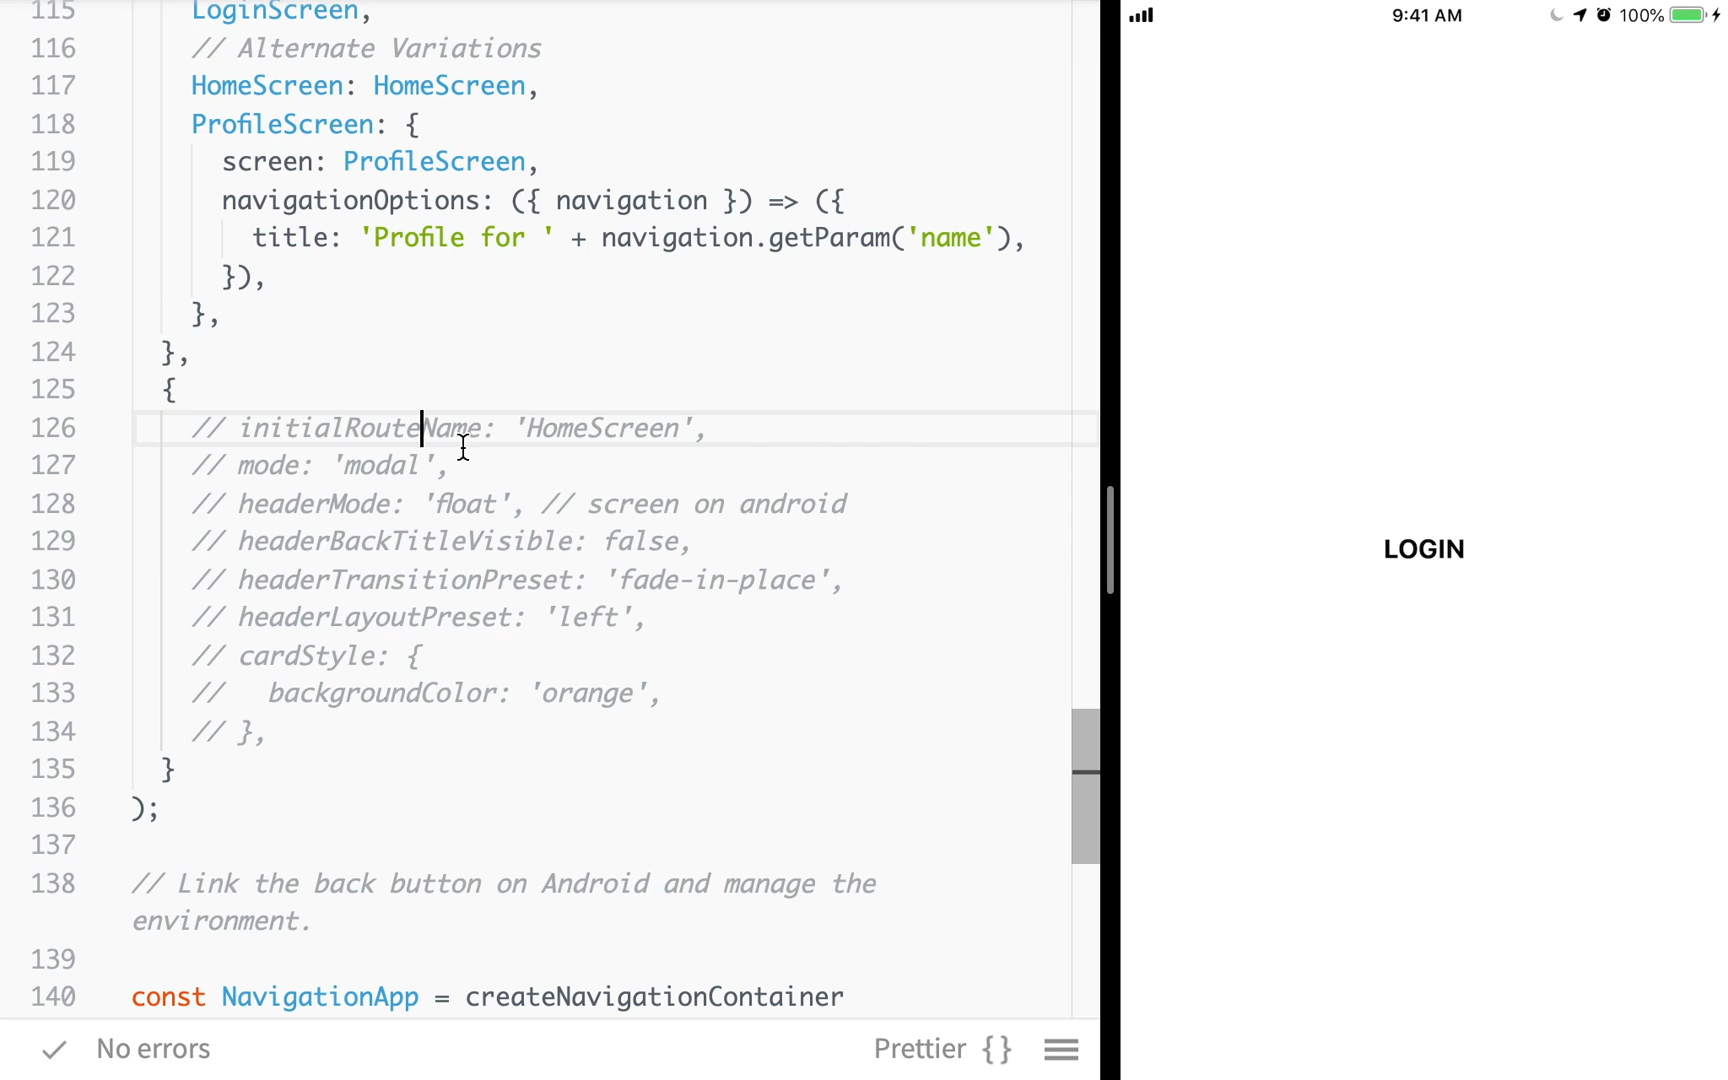 115 LoginScreen,
116 // Alternate Variations
117 HomeScreen: HomeScreen,
118 ProfileScreen: {
119 screen: ProfileScreen,
120 navigationOptions: ({ navigation }) => ({
121 title: 'Profile for ' + navigation.getParam('name'),
122 }),
123 },
124 },
125 {
126 // initialRouteName: 'HomeScreen',
127 // mode: 'modal',
128 // headerMode: 'float', // screen on android
129 // headerBackTitleVisible: false,
130 // headerTransitionPreset: 'fade-in-place',
131 // headerLayoutPreset: 'left',
132 // cardStyle: {
133 //   backgroundColor: 'orange',
134 // },
135 }
136 );
137
138 // Link the back button on Android and manage the
environment.
139
140 const NavigationApp = createNavigationContainer
No errors
Prettier {}
9:41 AM
100%
LOGIN